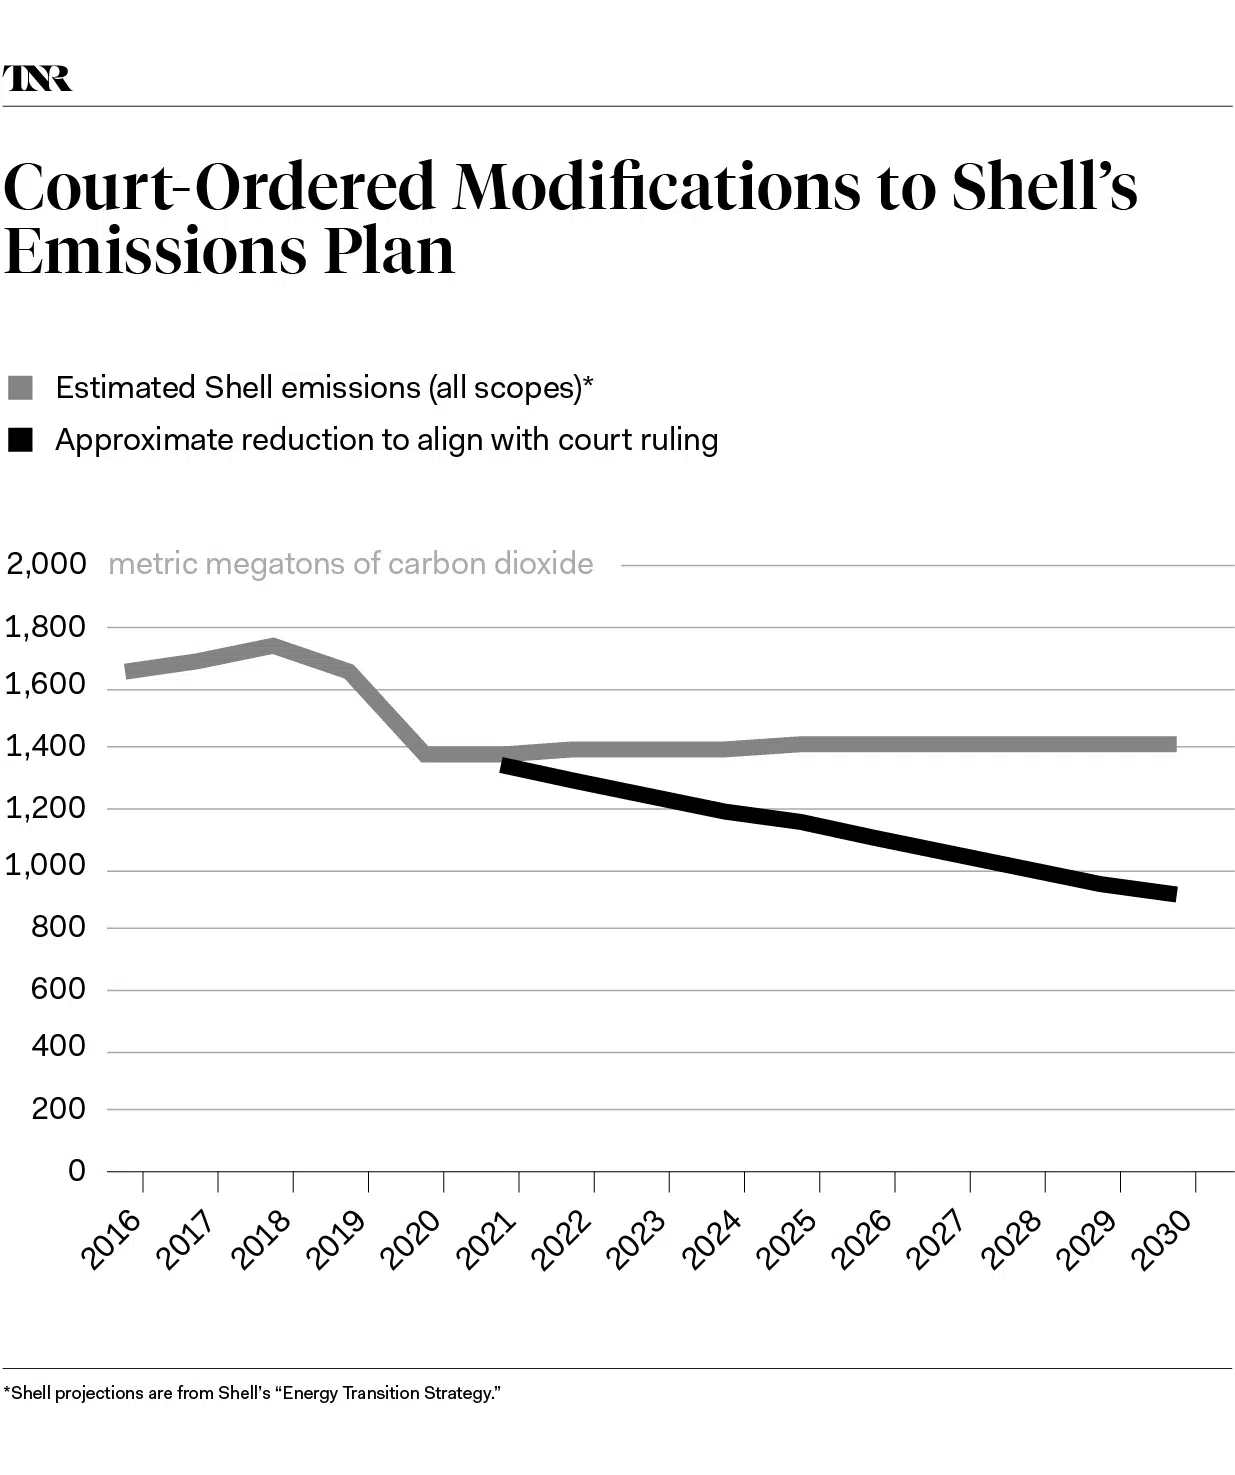 TNR
Court-Ordered Modifications to Shell’s
Emissions Plan
Estimated Shell emissions (all scopes)*
Approximate reduction to align with court ruling
2,000 metric megatons of carbon dioxide
1,800
1,600
1,400
1,200
1,000
800
600
400
200
0
2016 2017 2018 2019 2020 2021 2022 2023 2024 2025 2026 2027 2028 2029 2030
*Shell projections are from Shell’s “Energy Transition Strategy.”